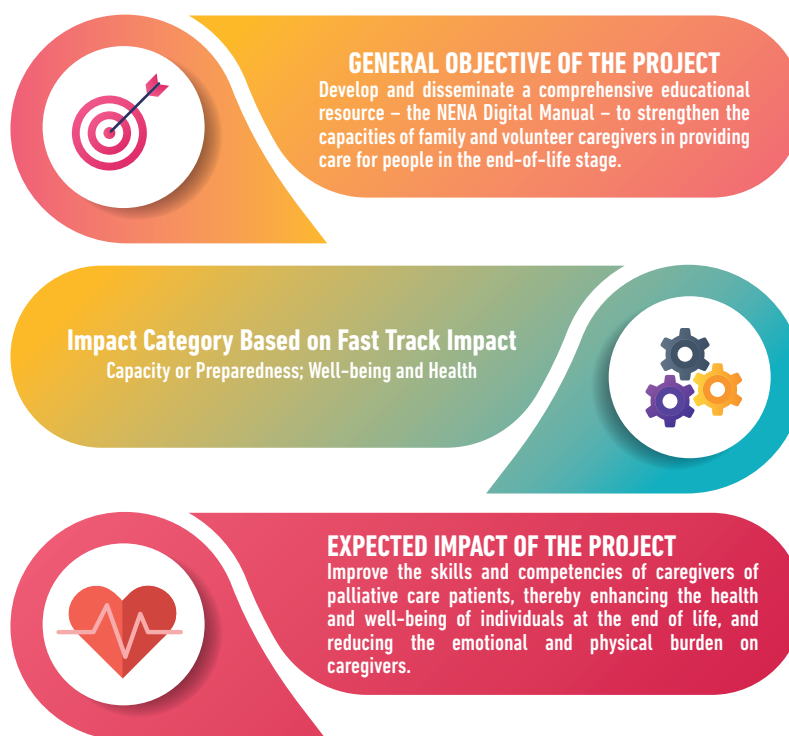 GENERAL OBJECTIVE OF THE PROJECT
Develop and disseminate a comprehensive educational
resource – the NENA Digital Manual – to strengthen the
capacities of family and volunteer caregivers in providing
care for people in the end-of-life stage.
Impact Category Based on Fast Track Impact
Capacity or Preparedness; Well-being and Health
EXPECTED IMPACT OF THE PROJECT
Improve the skills and competencies of caregivers of
palliative care patients, thereby enhancing the health
and well-being of individuals at the end of life, and
reducing the emotional and physical burden on
caregivers.